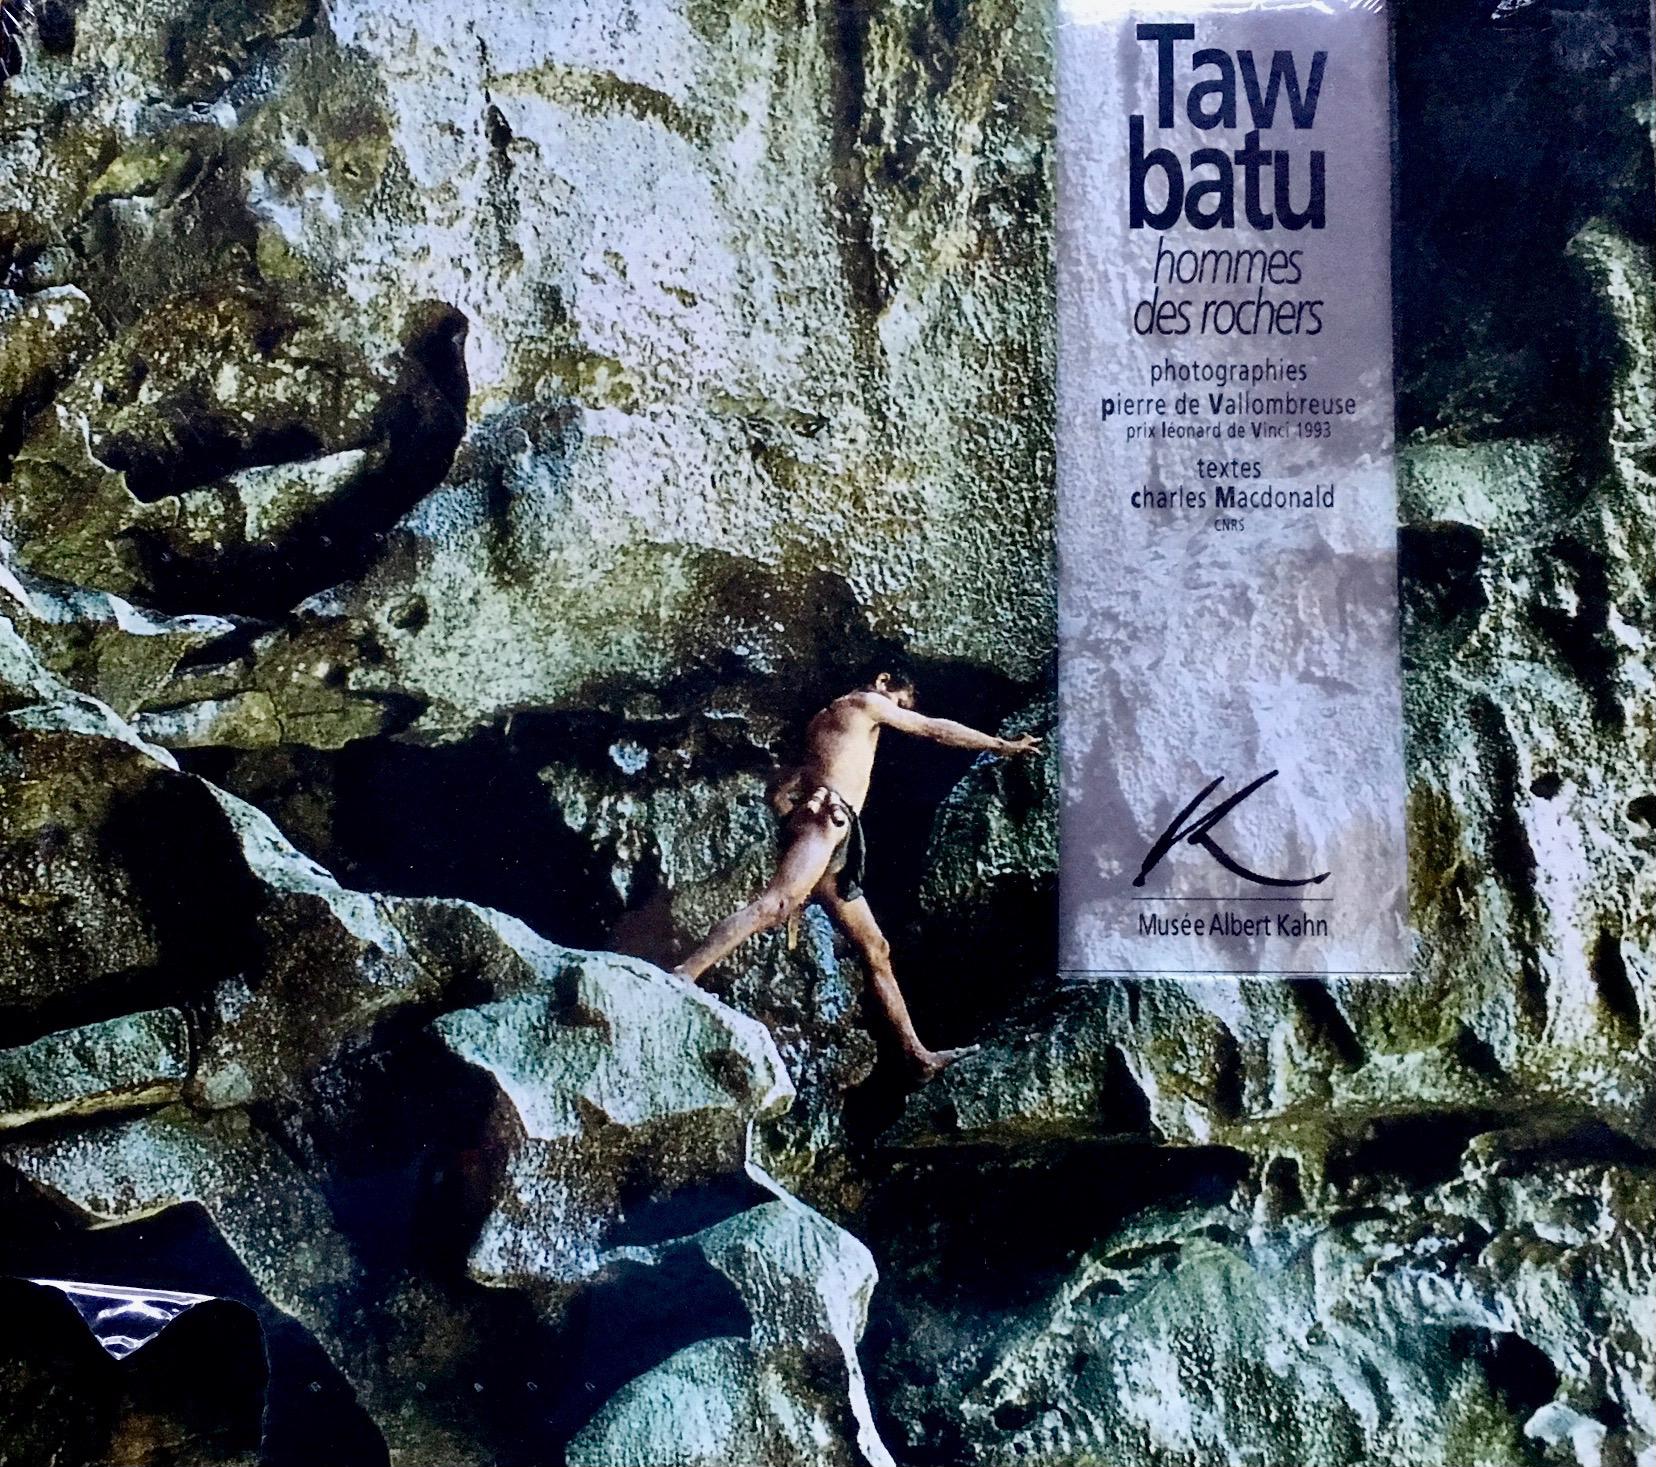 Taw
batu
hommes
des rochers
photographies
pierre de Vallombreuse
prix léonard de Vinci 1993
textes
charles Macdonald
CNRS
K
Musée Albert Kahn